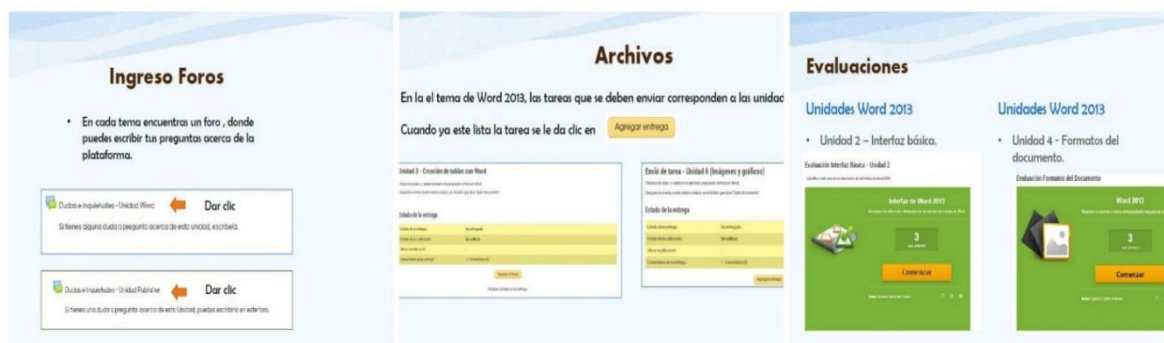 Ingreso Foros
• En cada tema encuentras un foro , donde
puedes escribir tus preguntas acerca de la
plataforma.
Dudas e inquietudes - Unidad Word
Dar clic
Si tienes alguna duda o pregunta acerca de esta unidad, escríbela.
Dudas e Inquietudes - Unidad Publisher
Dar clic
Si tienes una duda o pregunta acerca de esta Unidad, puedes escribirla en este foro.
Archivos
En la el tema de Word 2013, las tareas que se deben enviar corresponden a las unidad
Cuando ya este lista la tarea se le da clic en
Agregar entrega
Unidad 3 - Creación de tablas con Word
Estado de la entrega
Agregar entrega
Envió de tarea - Unidad 6 (Imágenes y gráficos)
Estado de la entrega
Agregar entrega
Evaluaciones
Unidades Word 2013
• Unidad 2 – Interfaz básica.
Evaluación Interfaz Básica - Unidad 2
Interfaz de Word 2013
3
Comenzar
Unidades Word 2013
• Unidad 4 - Formatos del
documento.
Evaluación Formatos del Documento
Word 2013
3
Comenzar